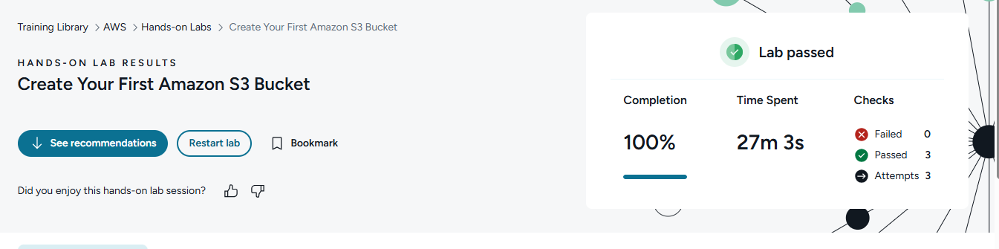 Training Library > AWS > Hands-on Labs > Create Your First Amazon S3 Bucket
HANDS-ON LAB RESULTS
Create Your First Amazon S3 Bucket
See recommendations
Restart lab
Bookmark
Did you enjoy this hands-on lab session?
Lab passed
Completion
100%
Time Spent
27m 3s
Checks
Failed 0
Passed 3
Attempts 3